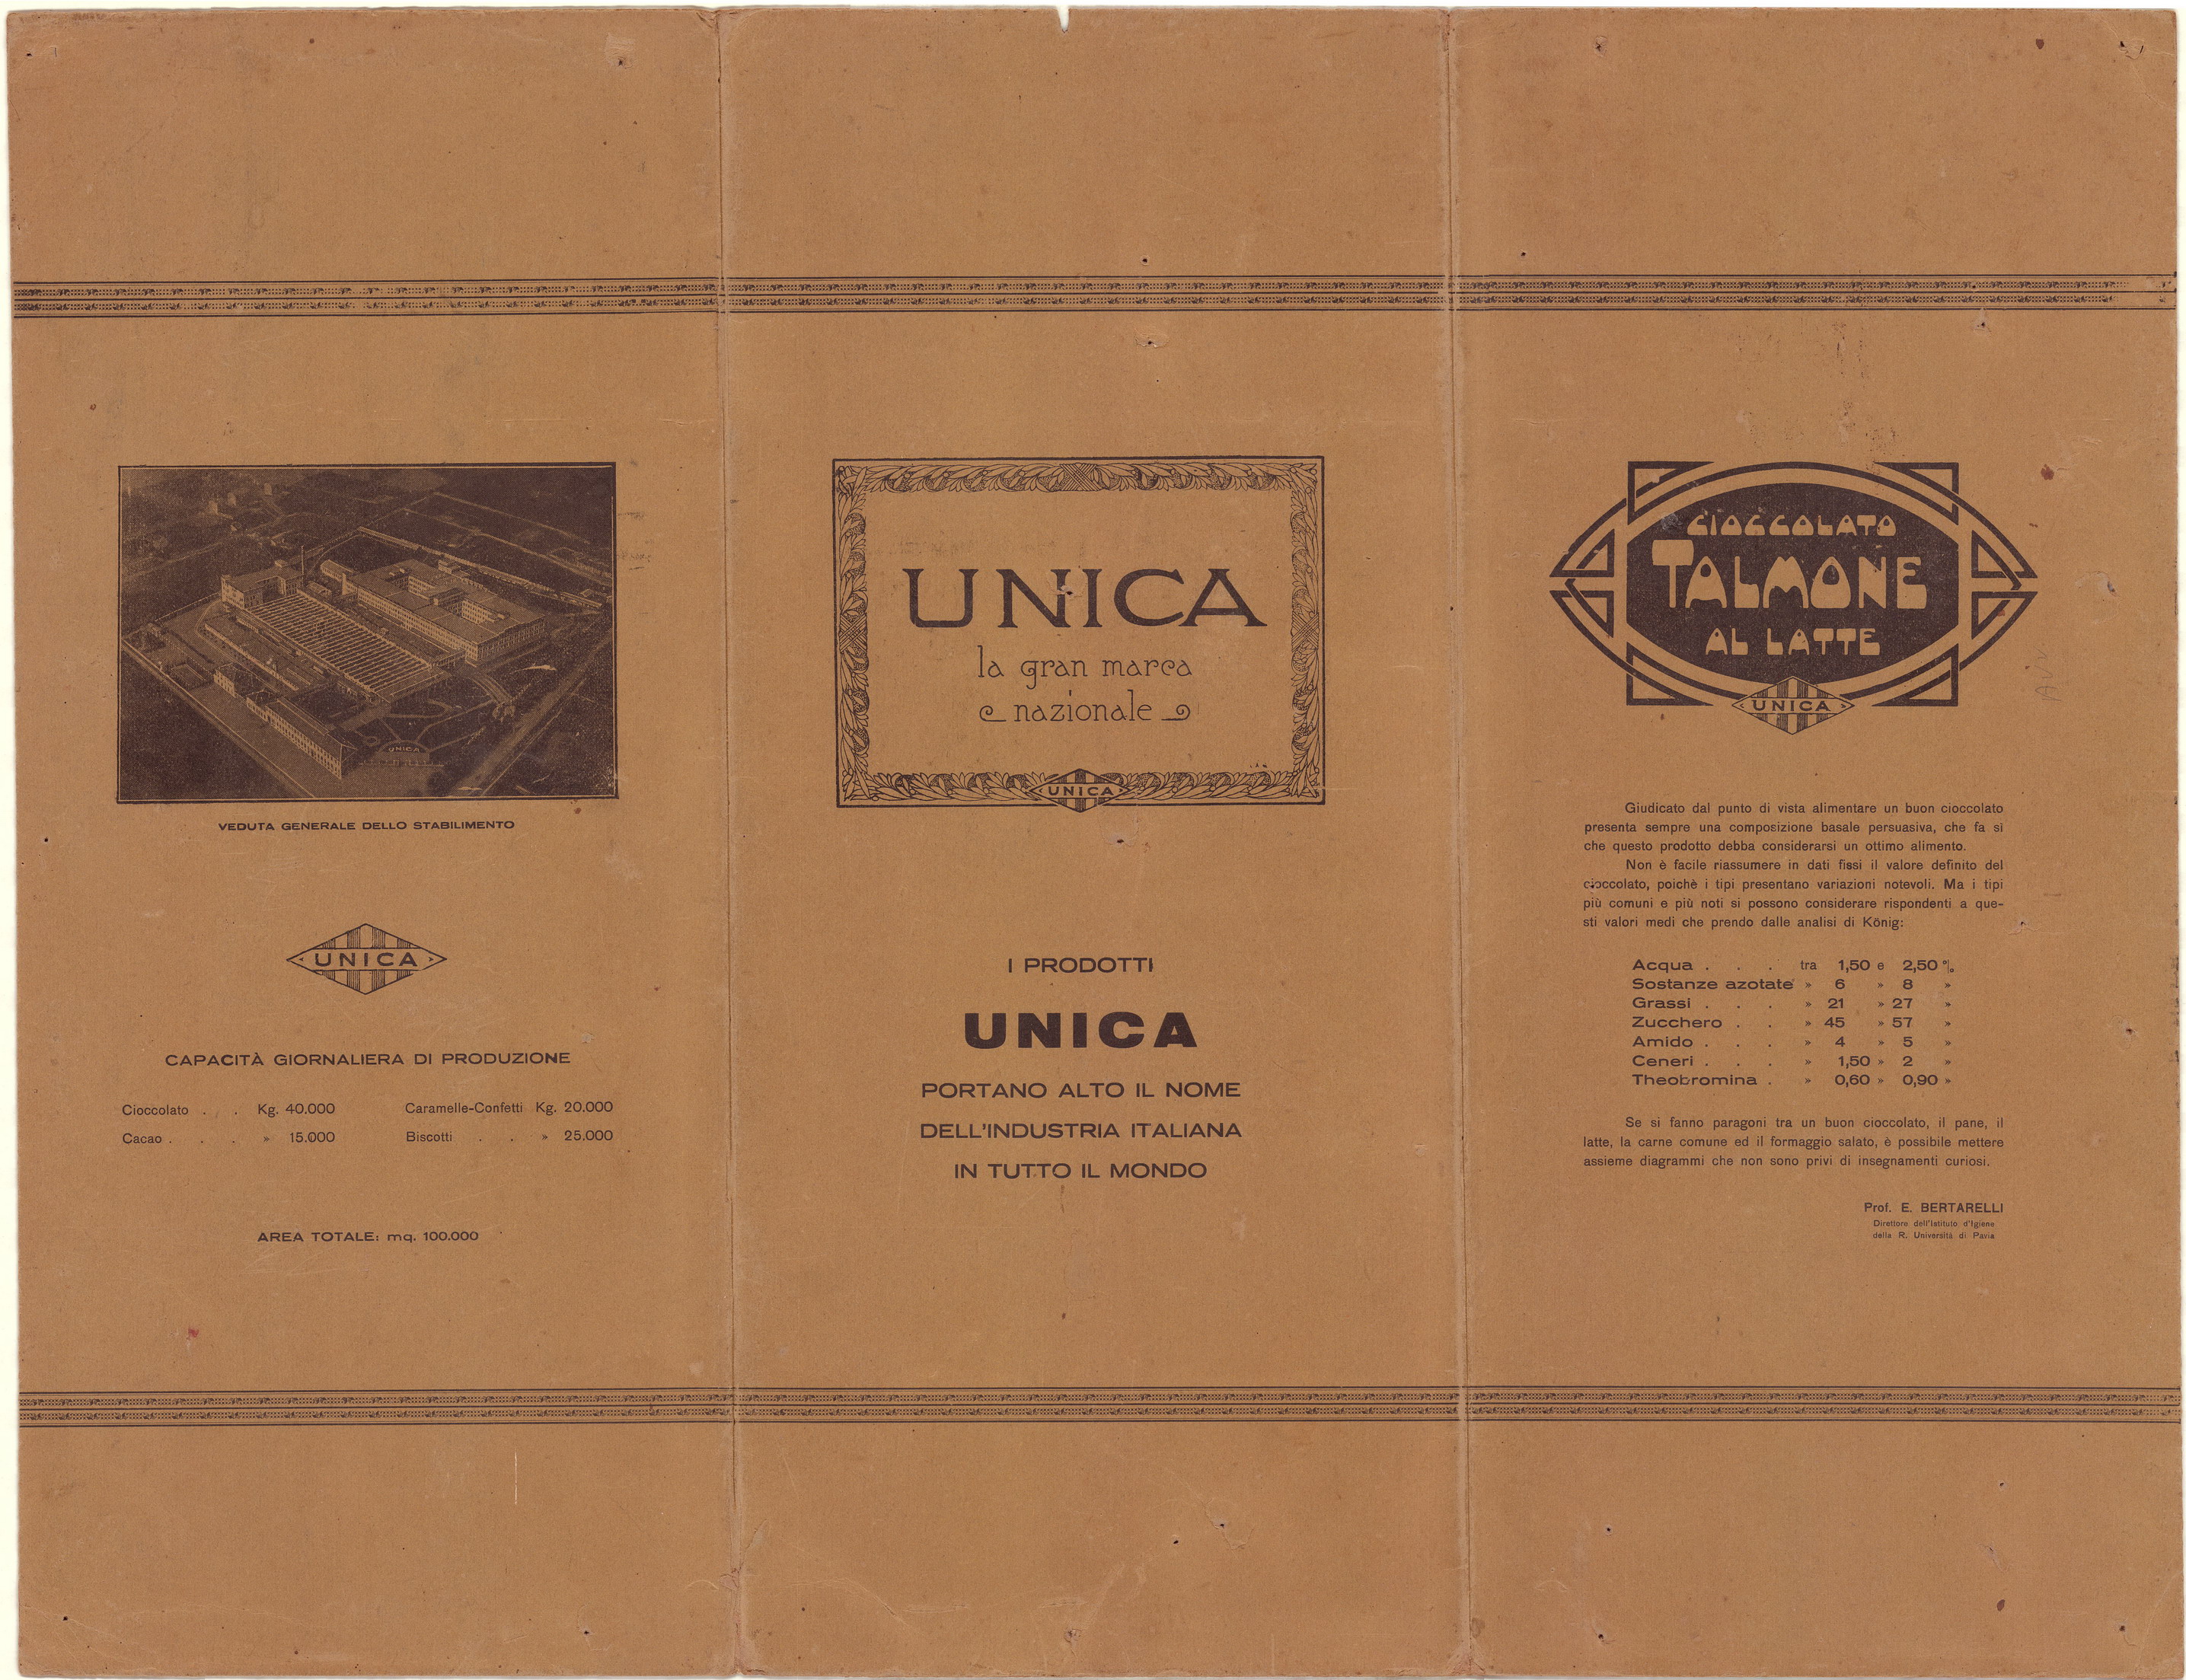 UNICA
VEDUTA GENERALE DELLO STABILIMENTO
UNICA
CAPACITÀ GIORNALIERA DI PRODUZIONE
Cioccolato . . Kg. 40.000 Caramelle-Confetti Kg. 20.000
Cacao . . . » 15.000 Biscotti . . » 25.000
AREA TOTALE: mq. 100.000
UNICA
la gran marca
nazionale
UNICA
I PRODOTTI
UNICA
PORTANO ALTO IL NOME
DELL'INDUSTRIA ITALIANA
IN TUTTO IL MONDO
CIOCCOLATO
TALMONE
AL LATTE
UNICA
Giudicato dal punto di vista alimentare un buon cioccolato
presenta sempre una composizione basale persuasiva, che fa sì
che questo prodotto debba considerarsi un ottimo alimento.
Non è facile riassumere in dati fissi il valore definito del
cioccolato, poichè i tipi presentano variazioni notevoli. Ma i tipi
più comuni e più noti si possono considerare rispondenti a que-
sti valori medi che prendo dalle analisi di König:
Acqua . . . tra 1,50 e 2,50 %
Sostanze azotate » 6 » 8 »
Grassi . . . » 21 » 27 »
Zucchero . . » 45 » 57 »
Amido . . . » 4 » 5 »
Ceneri . . . » 1,50 » 2 »
Theobromina . » 0,60 » 0,90 »
Se si fanno paragoni tra un buon cioccolato, il pane, il
latte, la carne comune ed il formaggio salato, è possibile mettere
assieme diagrammi che non sono privi di insegnamenti curiosi.
Prof. E. BERTARELLI
Direttore dell'Istituto d'Igiene
della R. Università di Pavia